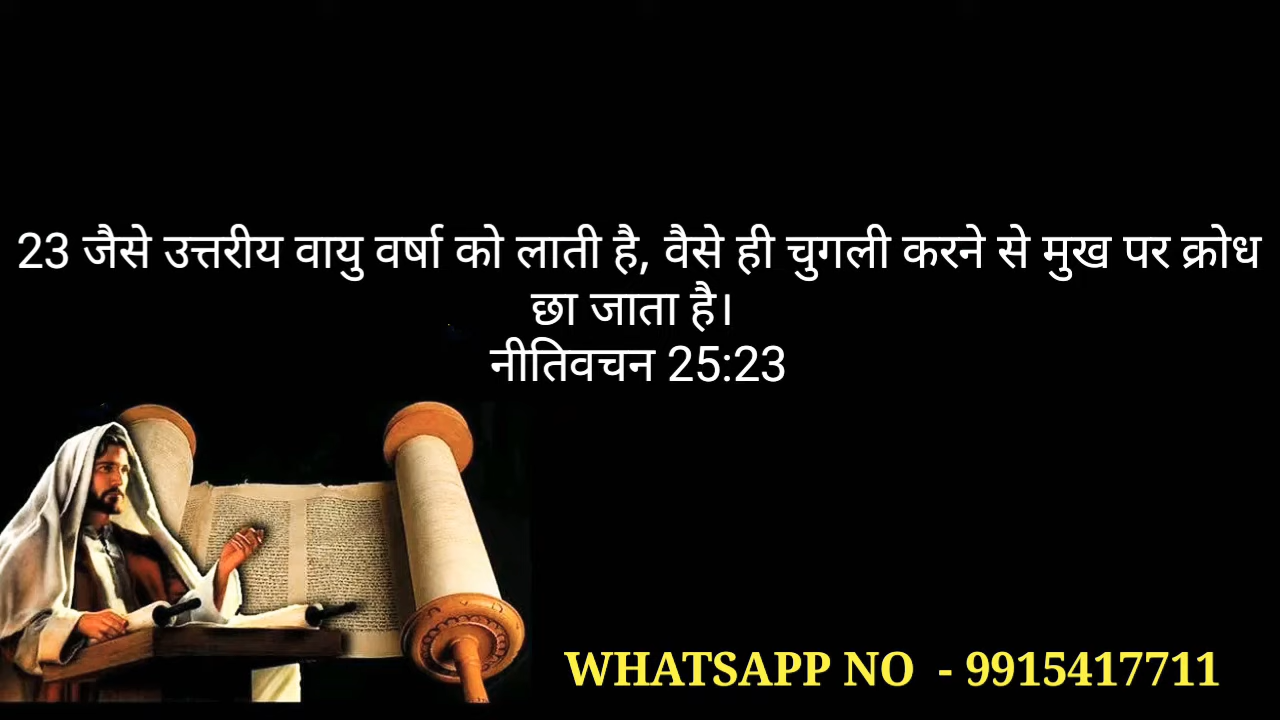 23 जैसे उत्तरीय वायु वर्षा को लाती है, वैसे ही चुगली करने से मुख पर क्रोध
छा जाता है।
नीतिवचन 25:23
WHATSAPP NO - 9915417711